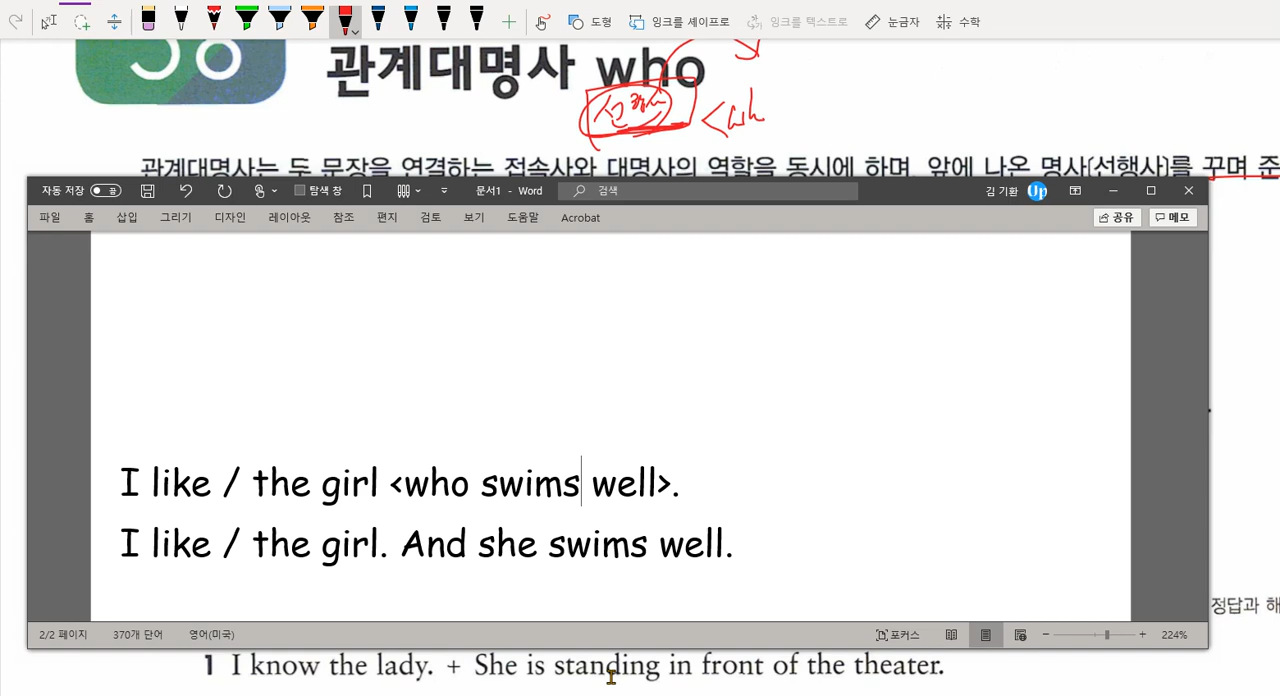 도형 잉크를 셰이프로 잉크를 텍스트로 눈금자 수학
38
관계대명사 who
선행사
<wh
관계대명사는 두 문장을 연결하는 접속사와 대명사의 역할을 동시에 하며, 앞에 나온 명사(선행사)를 꾸며 준
자동 저장 끔 탐색 창 문서1 - Word 검색 김 기환 Up
파일 홈 삽입 그리기 디자인 레이아웃 참조 편지 검토 보기 도움말 Acrobat 공유 메모
I like / the girl <who swims well>.
I like / the girl. And she swims well.
정답과 해
2/2 페이지 370개 단어 영어(미국) 포커스 224%
1 I know the lady. + She is standing in front of the theater.